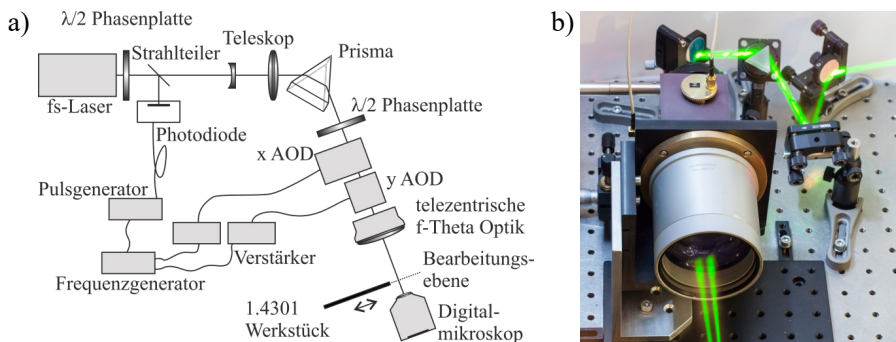 a)
λ/2 Phasenplatte
Strahlteiler
Teleskop
Prisma
fs-Laser
λ/2 Phasenplatte
Photodiode
x AOD
Pulsgenerator
y AOD
telezentrische
f-Theta Optik
Verstärker
Frequenzgenerator
Bearbeitungs-
ebene
1.4301
Werkstück
Digital-
mikroskop
b)